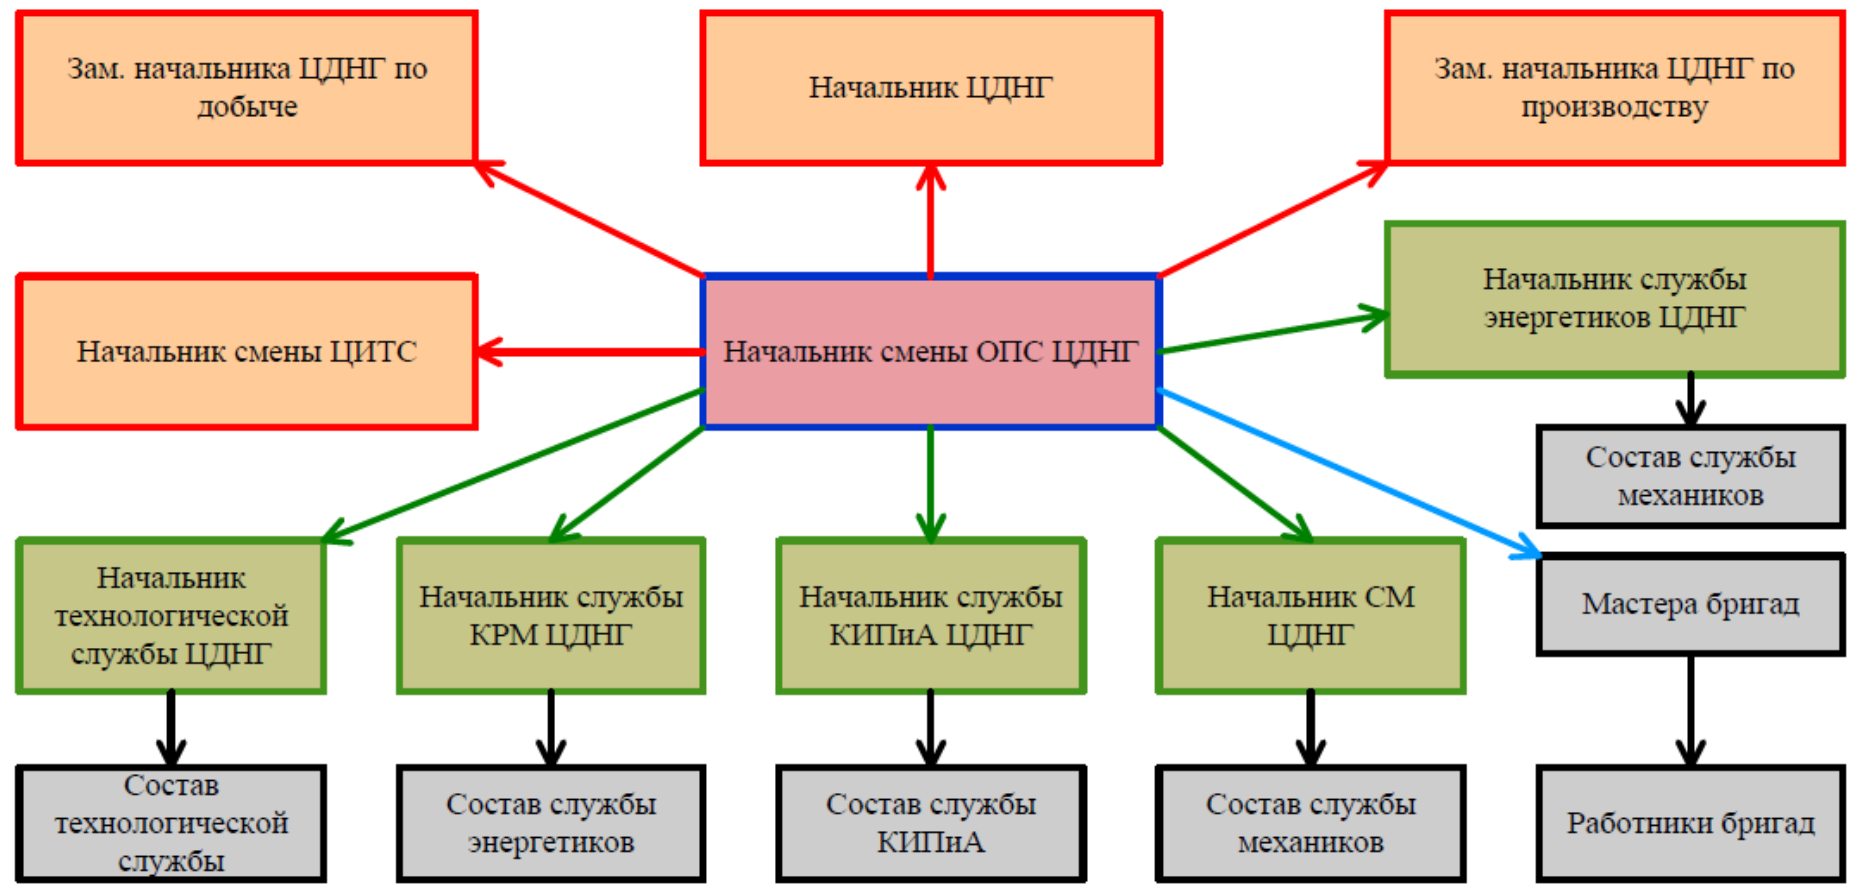 Зам. начальника ЦДНГ по
добыче
Начальник ЦДНГ
Зам. начальника ЦДНГ по
производству
Начальник смены ЦИТС
Начальник смены ОПС ЦДНГ
Начальник службы
энергетиков ЦДНГ
Состав службы
механиков
Начальник
технологической
службы ЦДНГ
Начальник службы
КРМ ЦДНГ
Начальник службы
КИПиА ЦДНГ
Начальник СМ
ЦДНГ
Мастера бригад
Состав
технологической
службы
Состав службы
энергетиков
Состав службы
КИПиА
Состав службы
механиков
Работники бригад